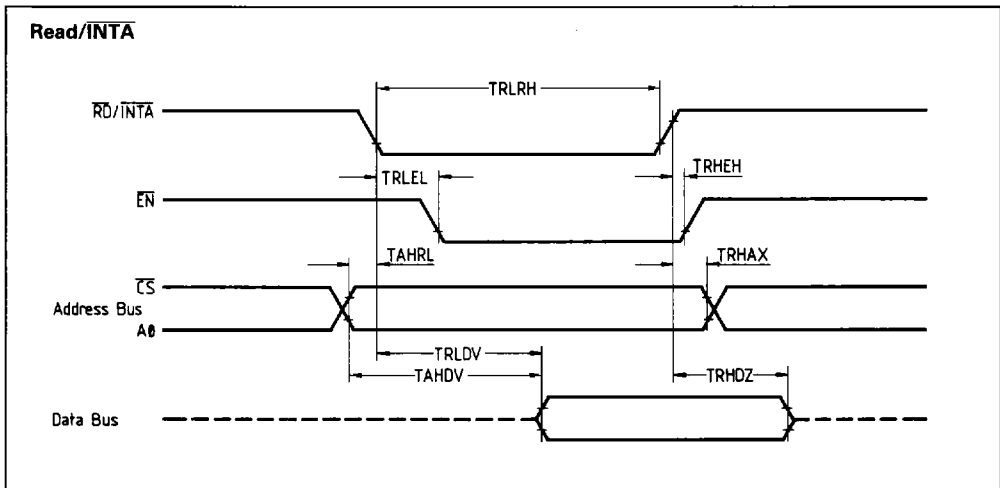 Read/INTA
TRLRH
RD/INTA
TRLEL
TRHEH
EN
TAHRL
TRHAX
CS
Address Bus
A0
TRLDV
TAHDV
TRHDZ
Data Bus